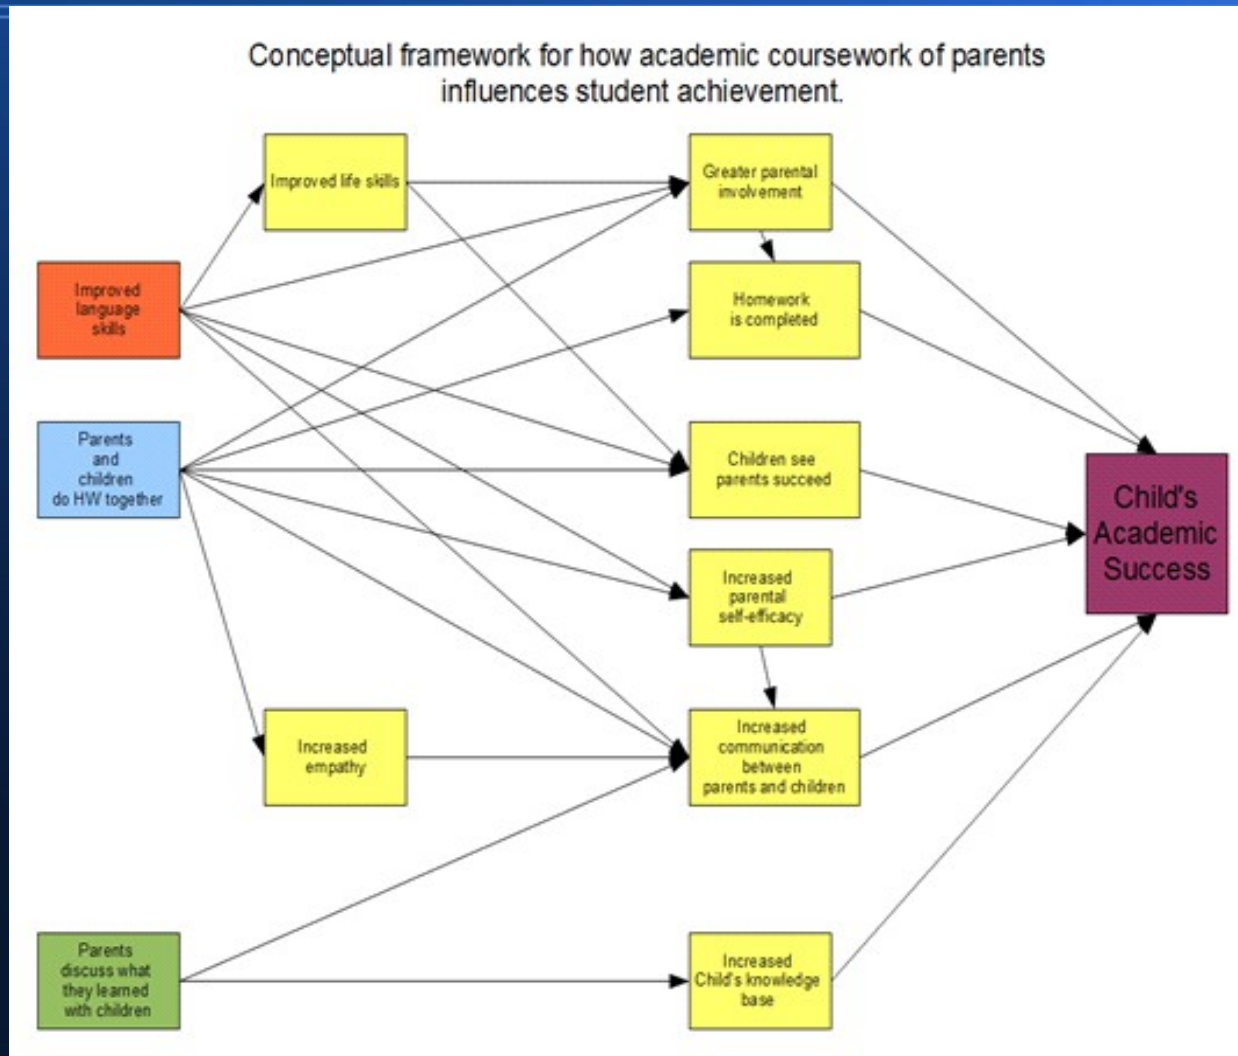 Conceptual framework for how academic coursework of parents
influences student achievement.
Improved life skills
Greater parental
involvement
Improved
language
skills
Homework
is completed
Parents
and
children
do HW together
Children see
parents succeed
Child's
Academic
Success
Increased
parental
self-efficacy
Increased
empathy
Increased
communication
between
parents and children
Parents
discuss what
they learned
with children
Increased
Child's knowledge
base